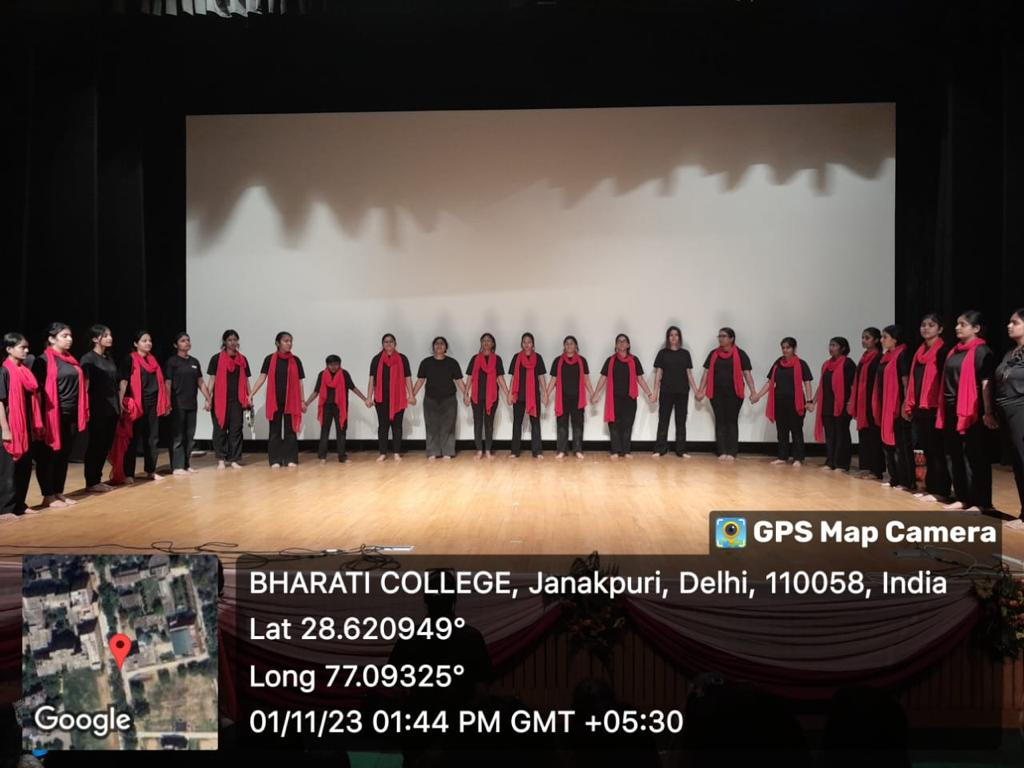 GPS Map Camera
BHARATI COLLEGE, Janakpuri, Delhi, 110058, India
Lat 28.620949°
Long 77.09325°
01/11/23 01:44 PM GMT +05:30
Google